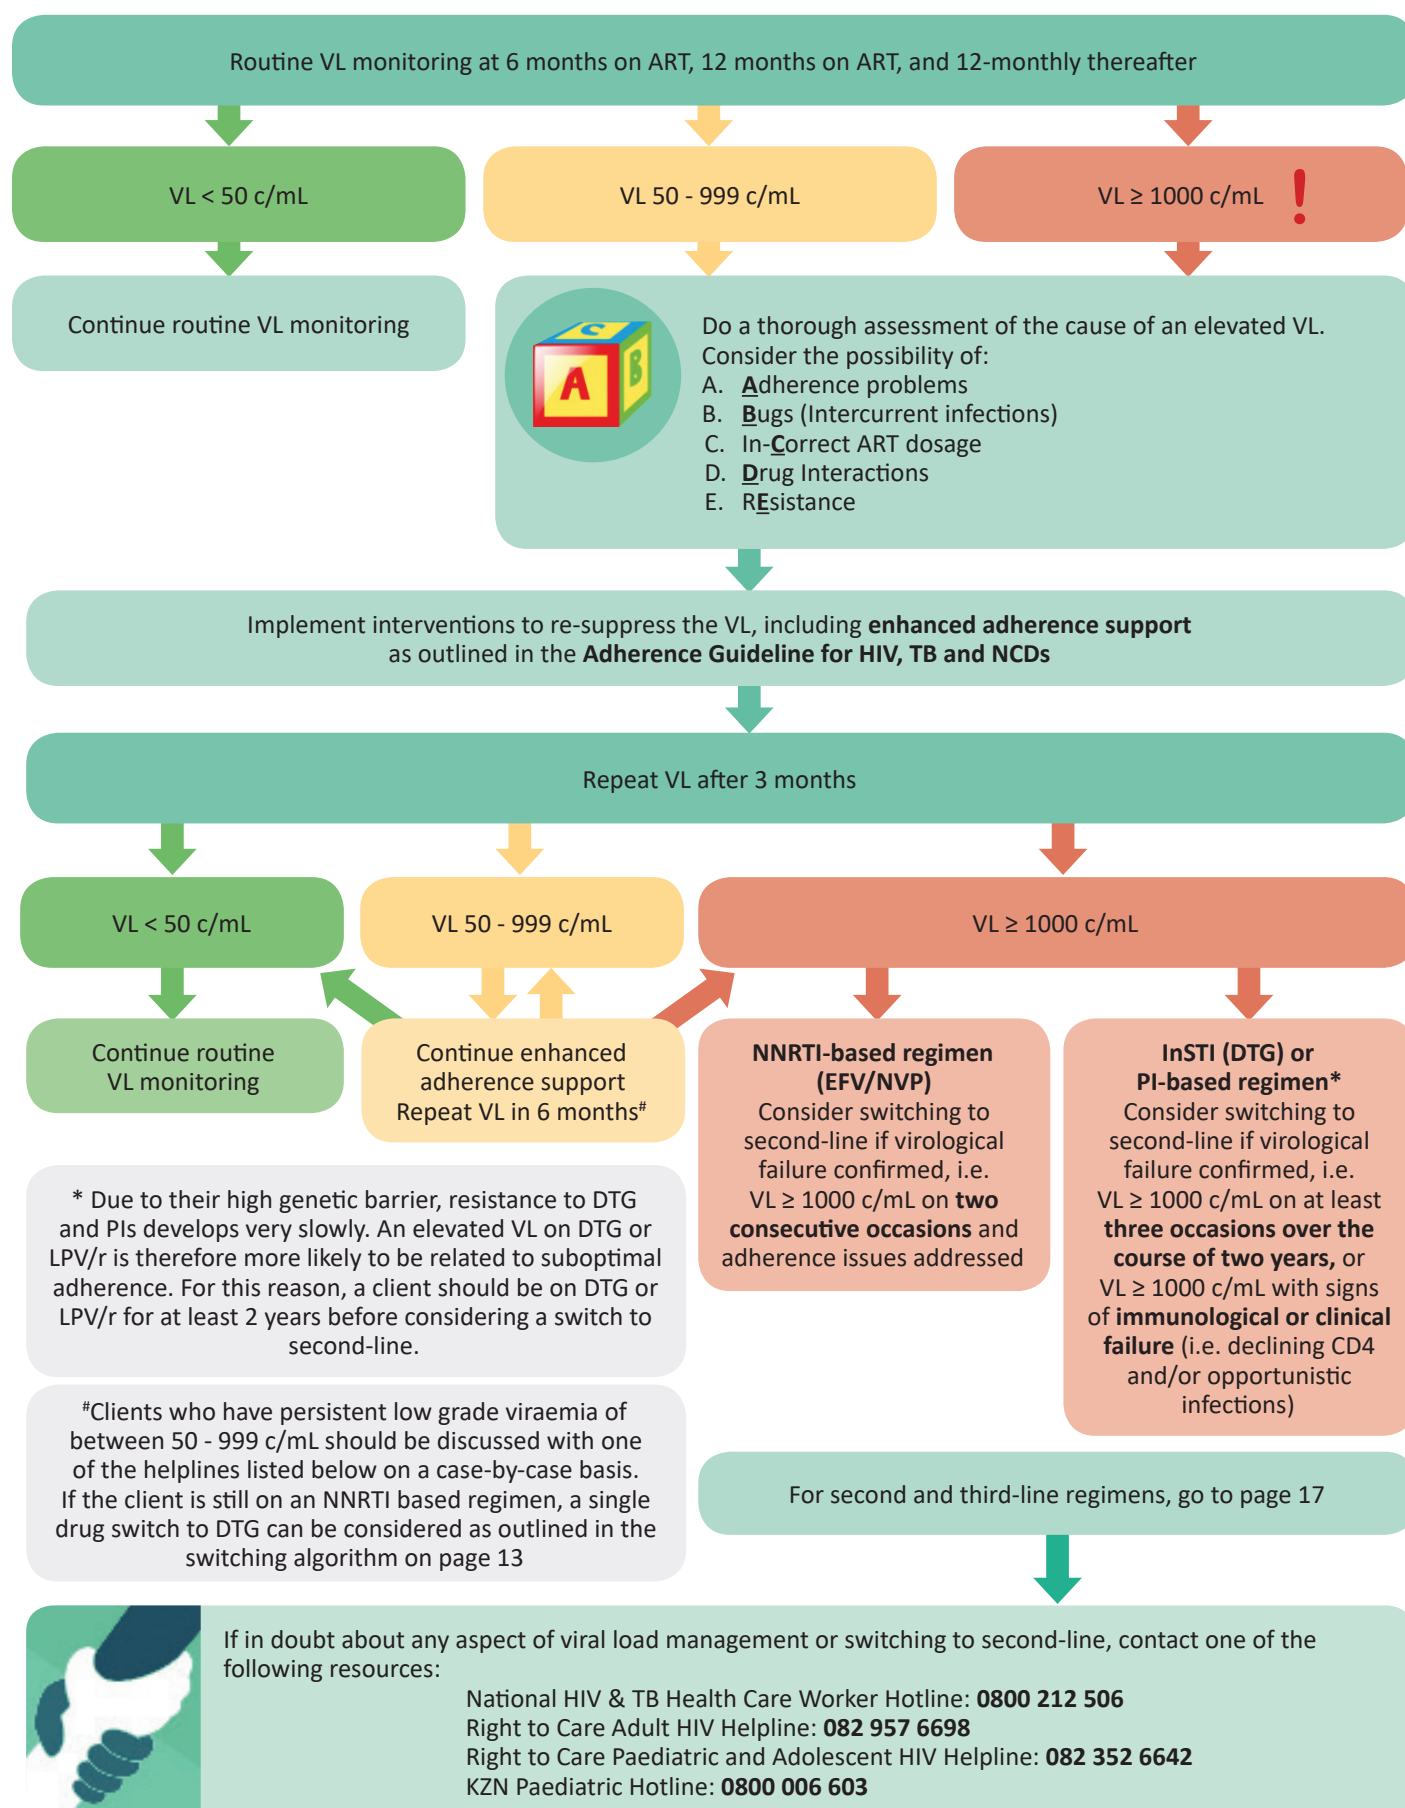 Routine VL monitoring at 6 months on ART, 12 months on ART, and 12-monthly thereafter
VL < 50 c/mL
VL 50 - 999 c/mL
VL ≥ 1000 c/mL !
Continue routine VL monitoring
C
A
B
Do a thorough assessment of the cause of an elevated VL.
Consider the possibility of:
A. Adherence problems
B. Bugs (Intercurrent infections)
C. In-Correct ART dosage
D. Drug Interactions
E. REsistance
Implement interventions to re-suppress the VL, including enhanced adherence support
as outlined in the Adherence Guideline for HIV, TB and NCDs
Repeat VL after 3 months
VL < 50 c/mL
VL 50 - 999 c/mL
VL ≥ 1000 c/mL
Continue routine
VL monitoring
Continue enhanced
adherence support
Repeat VL in 6 months#
NNRTI-based regimen
(EFV/NVP)
Consider switching to
second-line if virological
failure confirmed, i.e.
VL ≥ 1000 c/mL on two
consecutive occasions and
adherence issues addressed
InSTI (DTG) or
PI-based regimen*
Consider switching to
second-line if virological
failure confirmed, i.e.
VL ≥ 1000 c/mL on at least
three occasions over the
course of two years, or
VL ≥ 1000 c/mL with signs
of immunological or clinical
failure (i.e. declining CD4
and/or opportunistic
infections)
* Due to their high genetic barrier, resistance to DTG
and PIs develops very slowly. An elevated VL on DTG or
LPV/r is therefore more likely to be related to suboptimal
adherence. For this reason, a client should be on DTG or
LPV/r for at least 2 years before considering a switch to
second-line.
#Clients who have persistent low grade viraemia of
between 50 - 999 c/mL should be discussed with one
of the helplines listed below on a case-by-case basis.
If the client is still on an NNRTI based regimen, a single
drug switch to DTG can be considered as outlined in the
switching algorithm on page 13
For second and third-line regimens, go to page 17
If in doubt about any aspect of viral load management or switching to second-line, contact one of the
following resources:
National HIV & TB Health Care Worker Hotline: 0800 212 506
Right to Care Adult HIV Helpline: 082 957 6698
Right to Care Paediatric and Adolescent HIV Helpline: 082 352 6642
KZN Paediatric Hotline: 0800 006 603